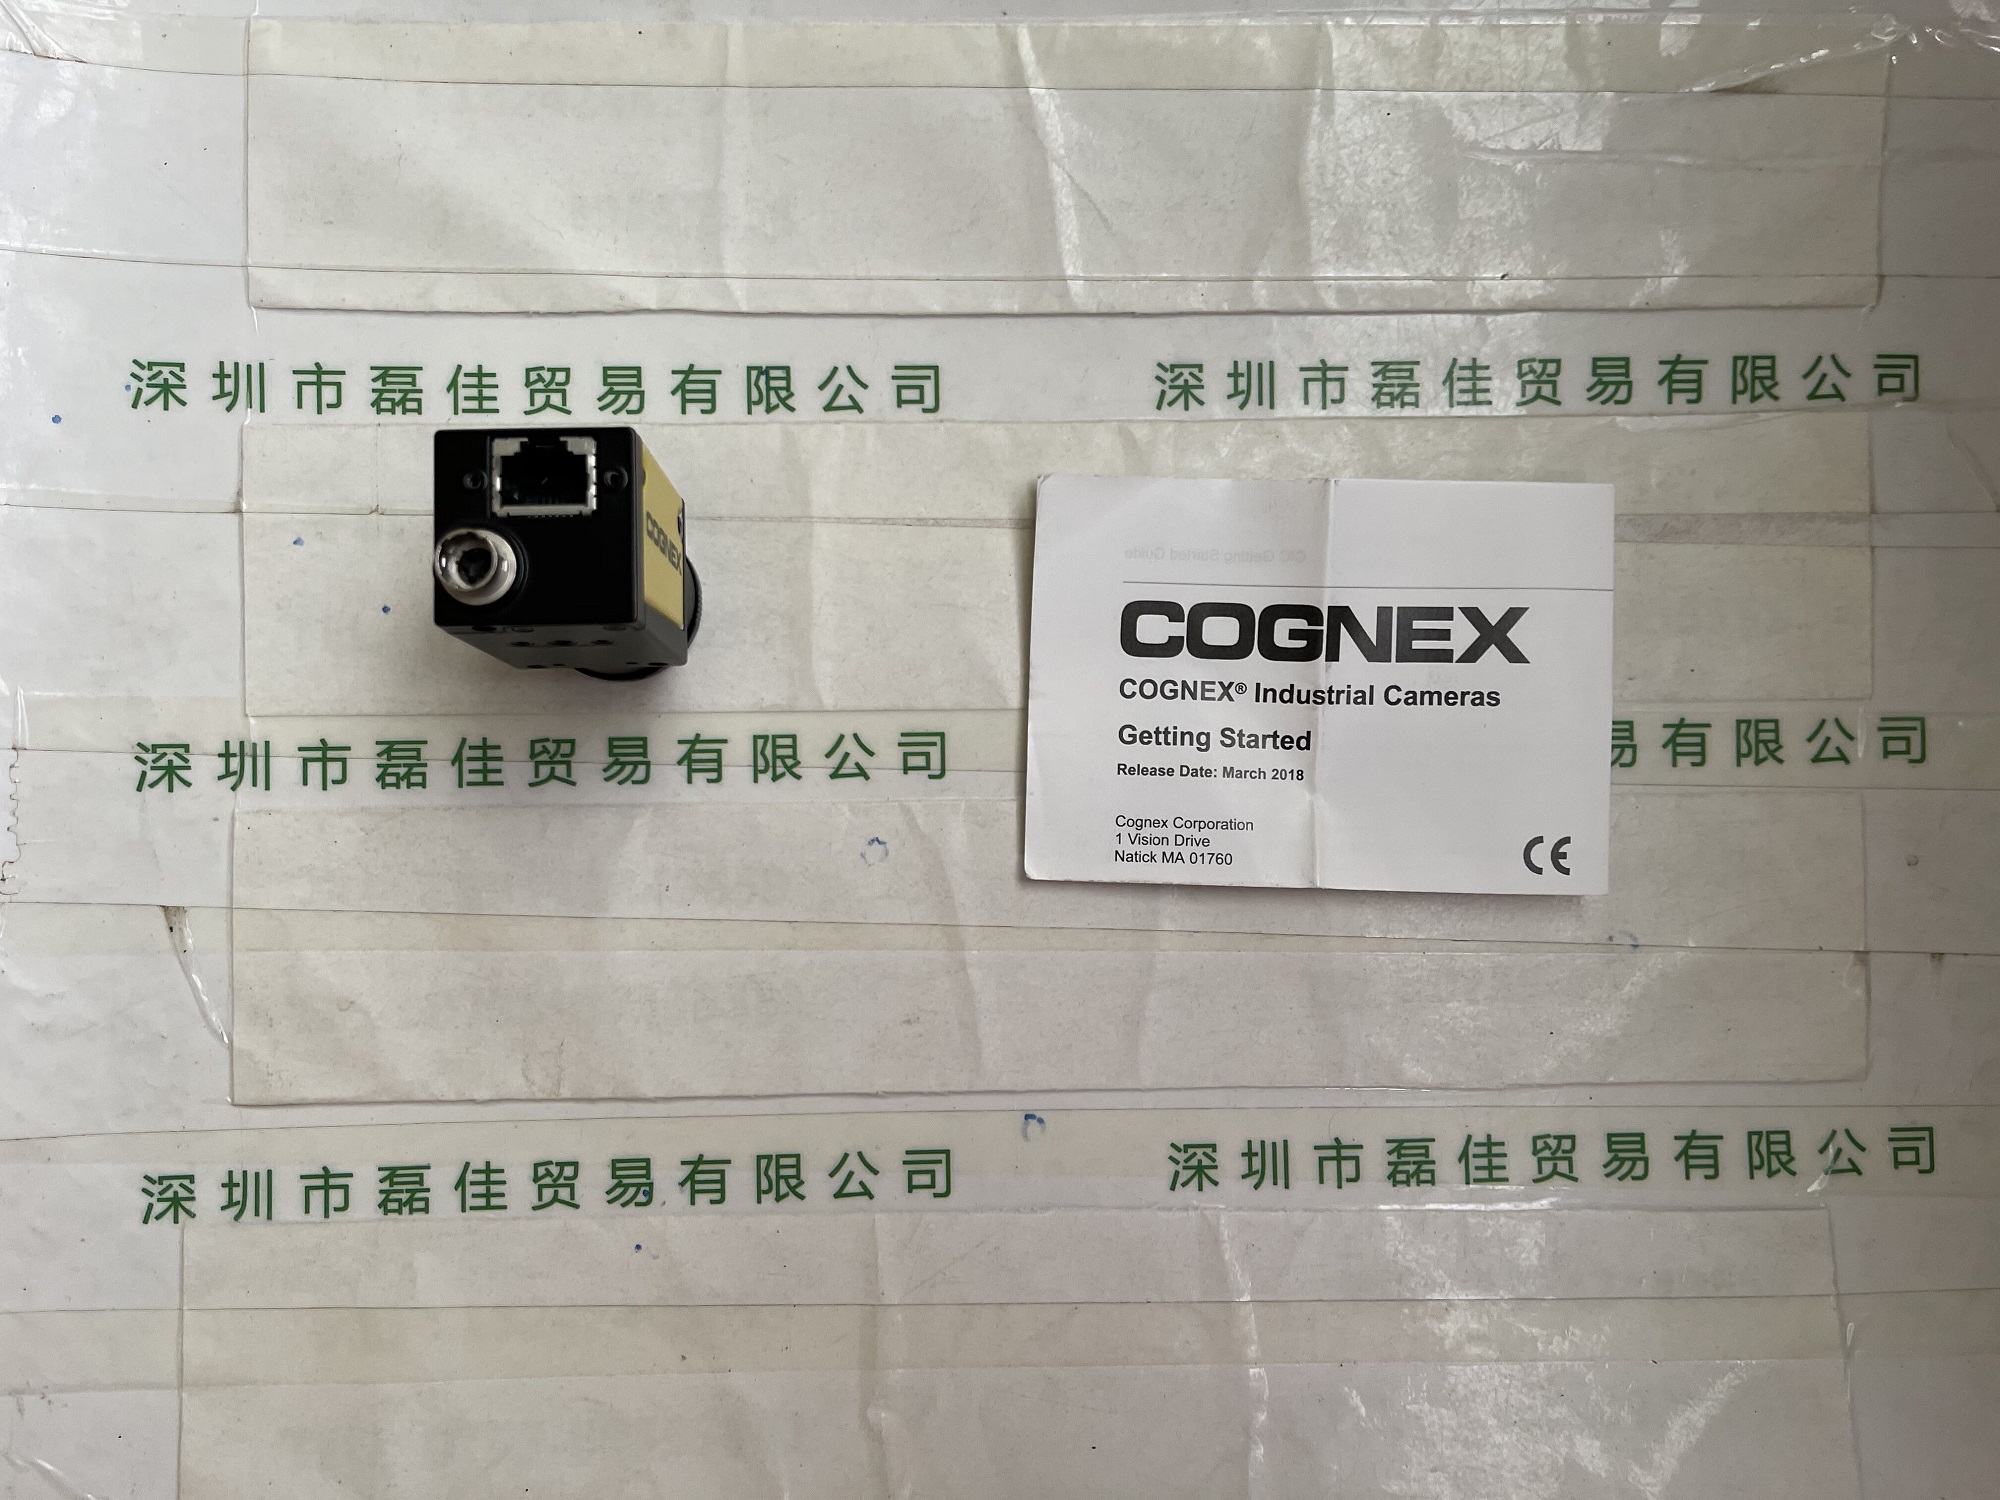 深圳市磊佳贸易有限公司
深圳市磊佳贸易有限公司
COGNEX
COGNEX
COGNEX® Industrial Cameras
Getting Started
Release Date: March 2018
Cognex Corporation
1 Vision Drive
Natick MA 01760
CE
深圳市磊佳贸易有限公司
易有限公司
深圳市磊佳贸易有限公司
深圳市磊佳贸易有限公司